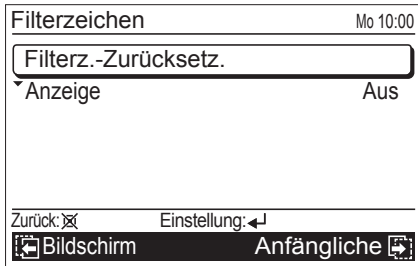 Filterzeichen Mo 10:00
Filterz.-Zurücksetz.
Anzeige Aus
Zurück: Einstellung:
Bildschirm Anfängliche